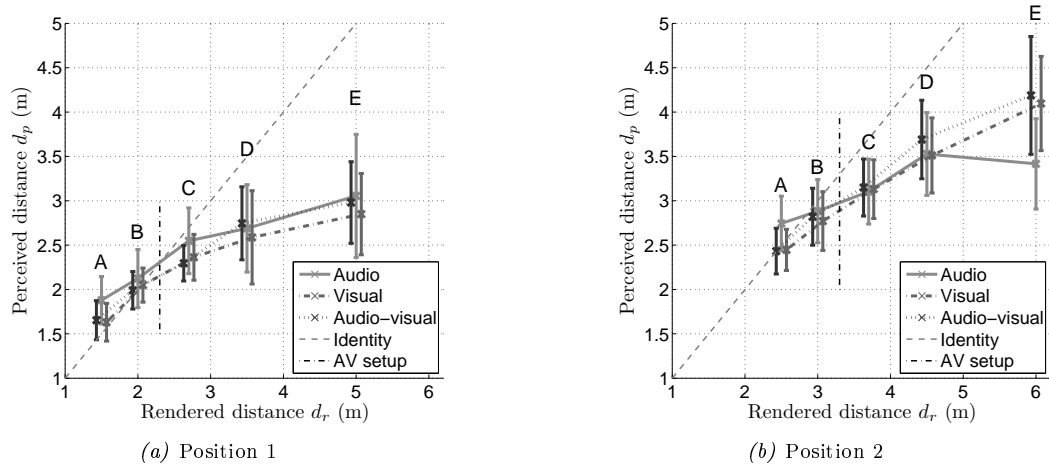 5
4.5
4
3.5
3
2.5
2
1.5
1
Perceived distance d_p (m)
A
B
C
D
E
Audio
Visual
Audio-visual
Identity
AV setup
1 2 3 4 5 6
Rendered distance d_r (m)
(a) Position 1
5
4.5
4
3.5
3
2.5
2
1.5
1
Perceived distance d_p (m)
A
B
C
D
E
Audio
Visual
Audio-visual
Identity
AV setup
1 2 3 4 5 6
Rendered distance d_r (m)
(b) Position 2